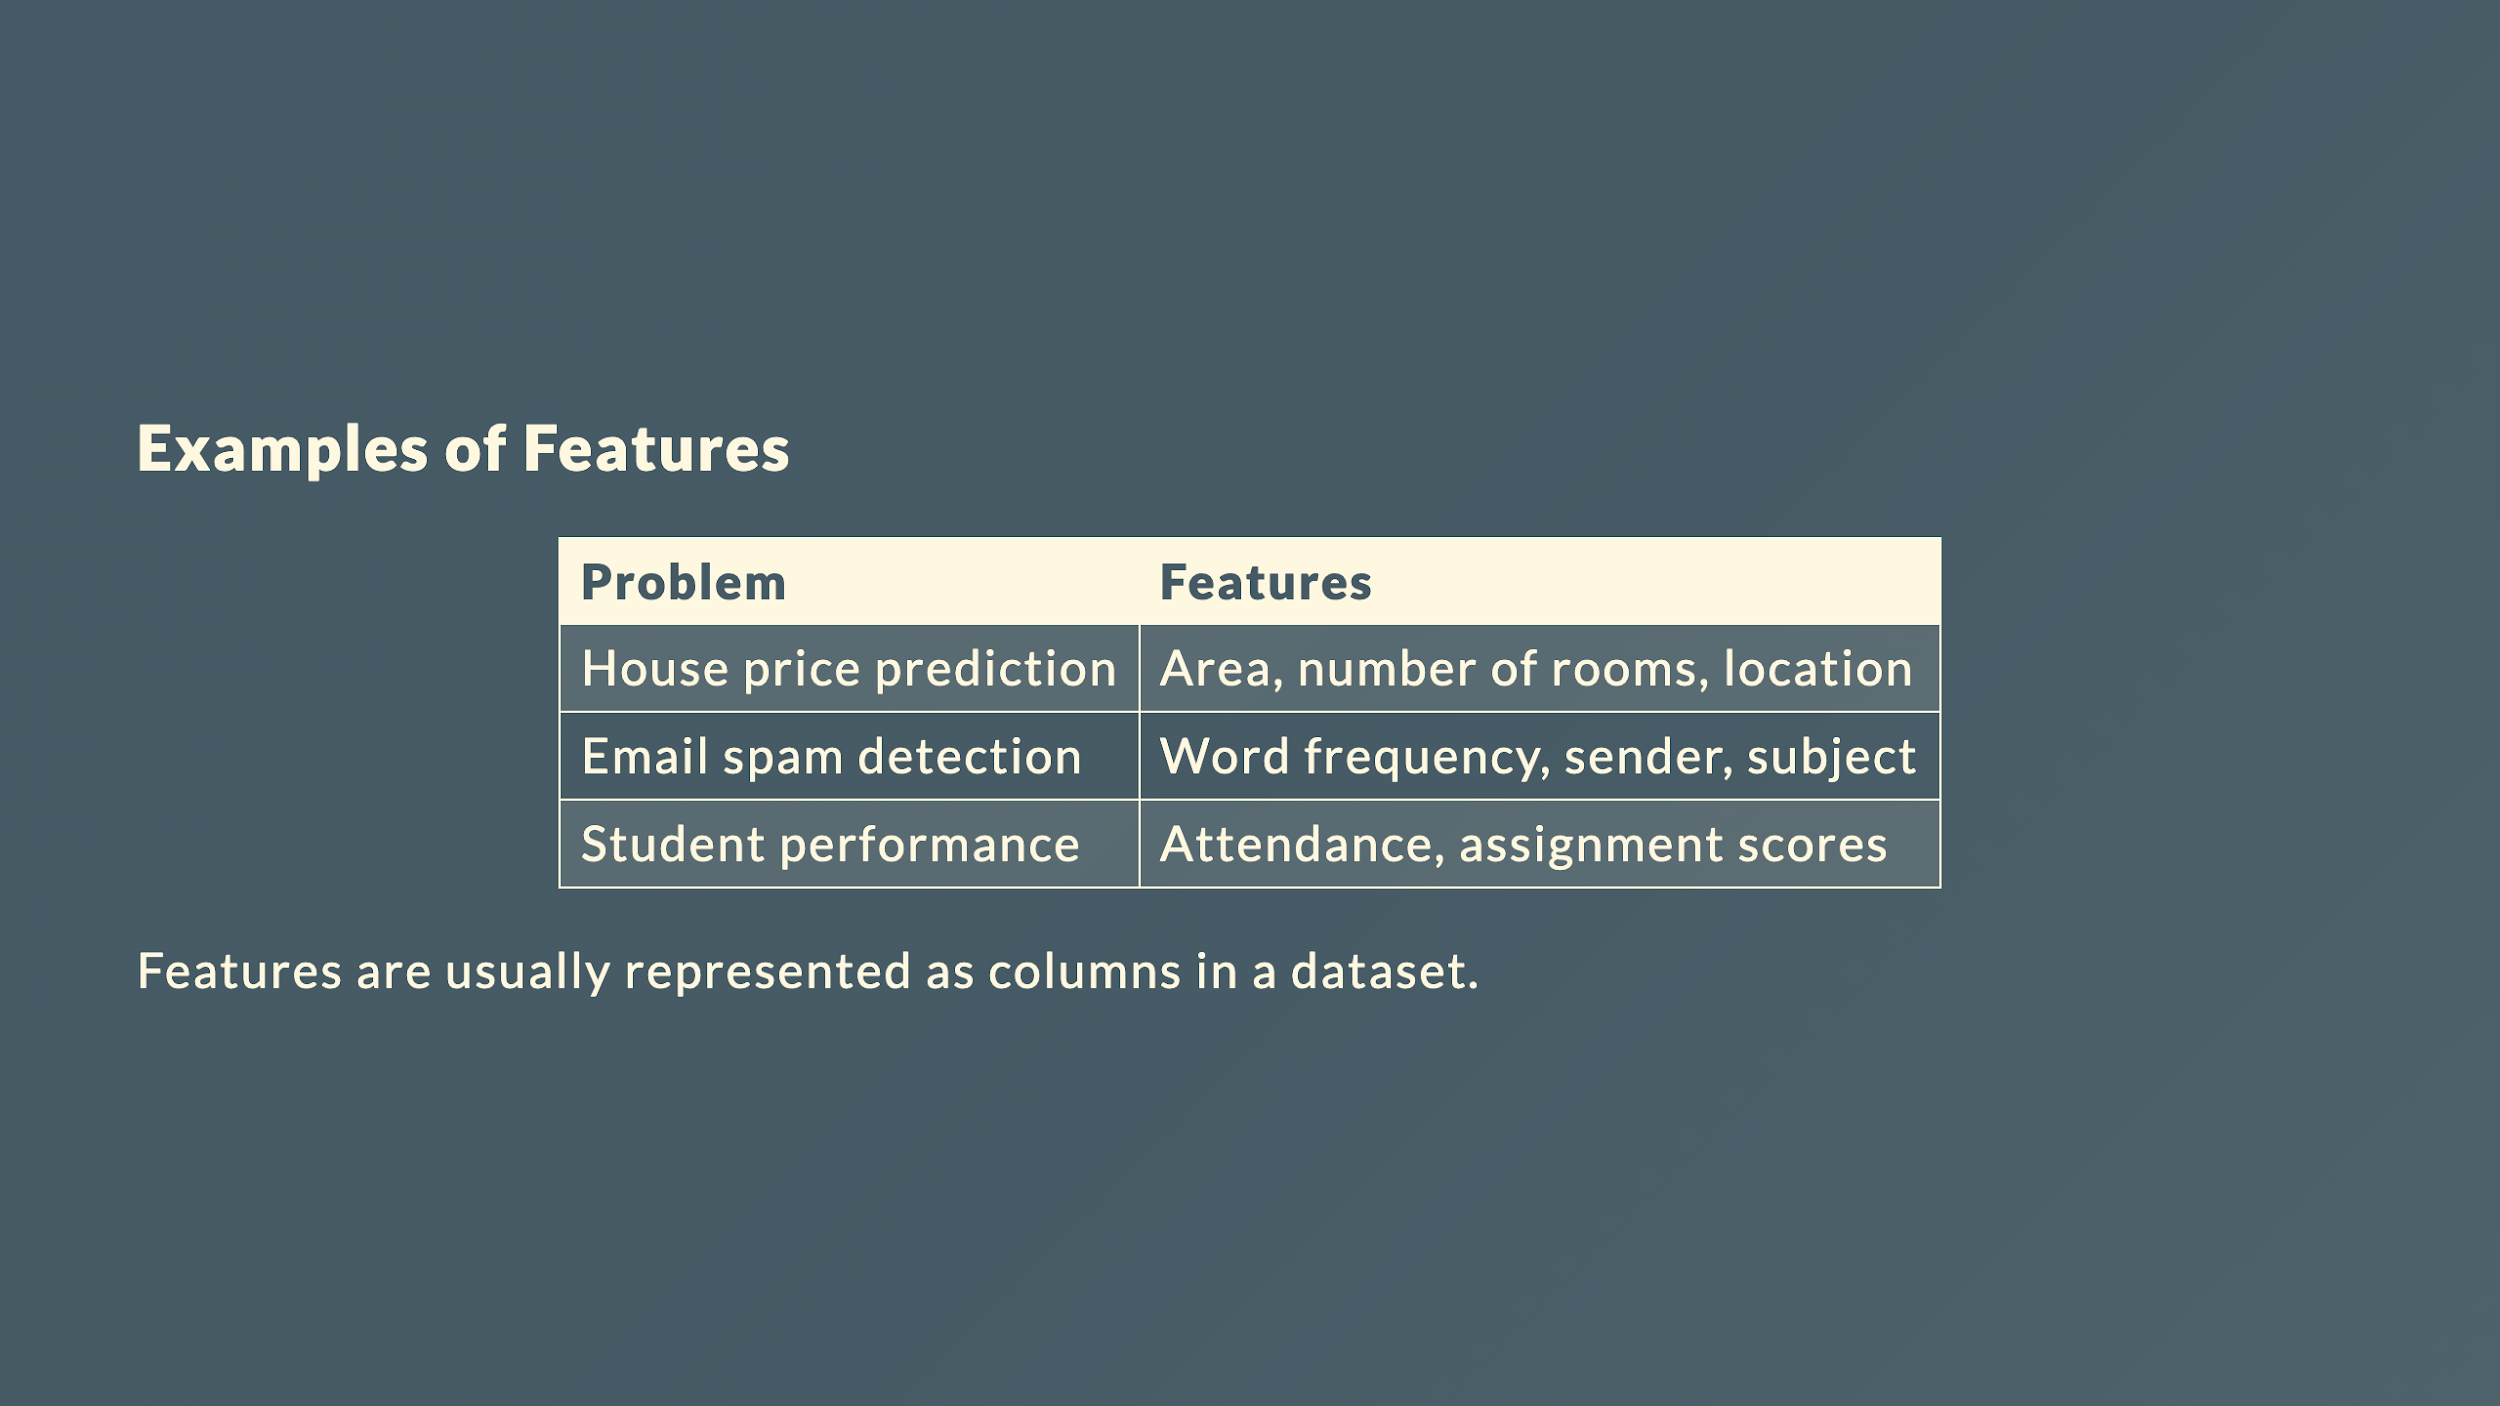 Examples of Features
Problem Features
House price prediction Area, number of rooms, location
Email spam detection Word frequency, sender, subject
Student performance Attendance, assignment scores
Features are usually represented as columns in a dataset.